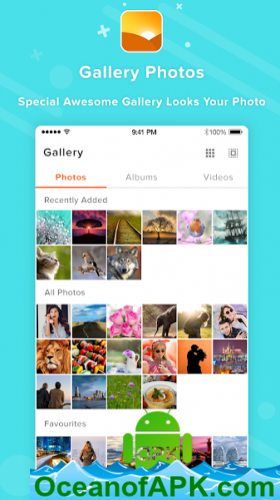 Gallery Photos
Special Awesome Gallery Looks Your Photo
9:41 PM
100%
Gallery
Photos Albums Videos
Recently Added
All Photos
Favourites
APK
OceanofAPK.com